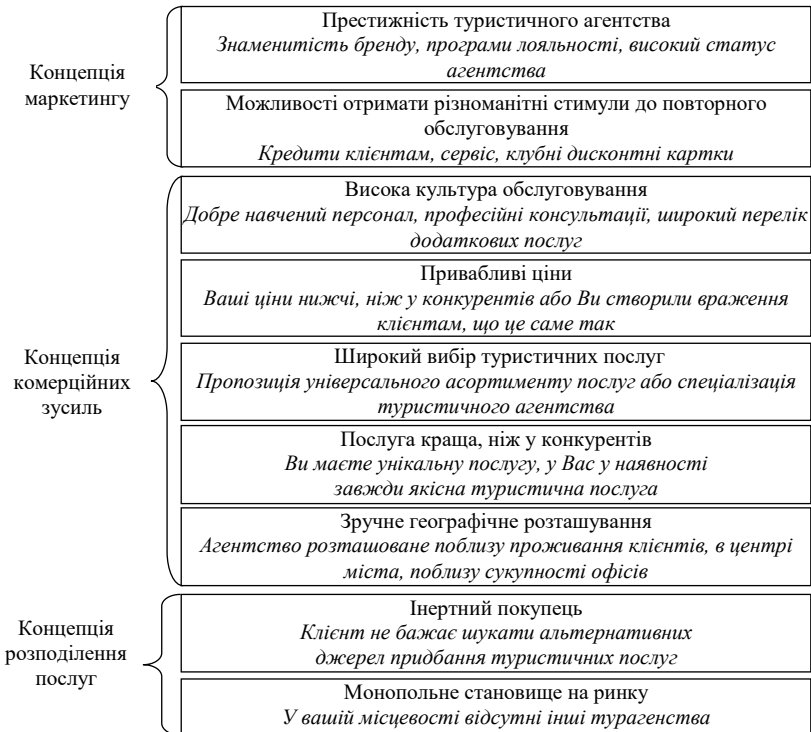 Концепція
маркетингу
Престижність туристичного агентства
Знаменитість бренду, програми лояльності, високий статус
агентства
Можливості отримати різноманітні стимули до повторного
обслуговування
Кредити клієнтам, сервіс, клубні дисконтні картки
Концепція
комерційних
зусиль
Висока культура обслуговування
Добре навчений персонал, професійні консультації, широкий перелік
додаткових послуг
Привабливі ціни
Ваші ціни нижчі, ніж у конкурентів або Ви створили враження
клієнтам, що це саме так
Широкий вибір туристичних послуг
Пропозиція універсального асортименту послуг або спеціалізація
туристичного агентства
Послуга краща, ніж у конкурентів
Ви маєте унікальну послугу, у Вас у наявності
завжди якісна туристична послуга
Зручне географічне розташування
Агентство розташоване поблизу проживання клієнтів, в центрі
міста, поблизу сукупності офісів
Концепція
розподілення
послуг
Інертний покупець
Клієнт не бажає шукати альтернативних
джерел придбання туристичних послуг
Монопольне становище на ринку
У вашій місцевості відсутні інші турагенства